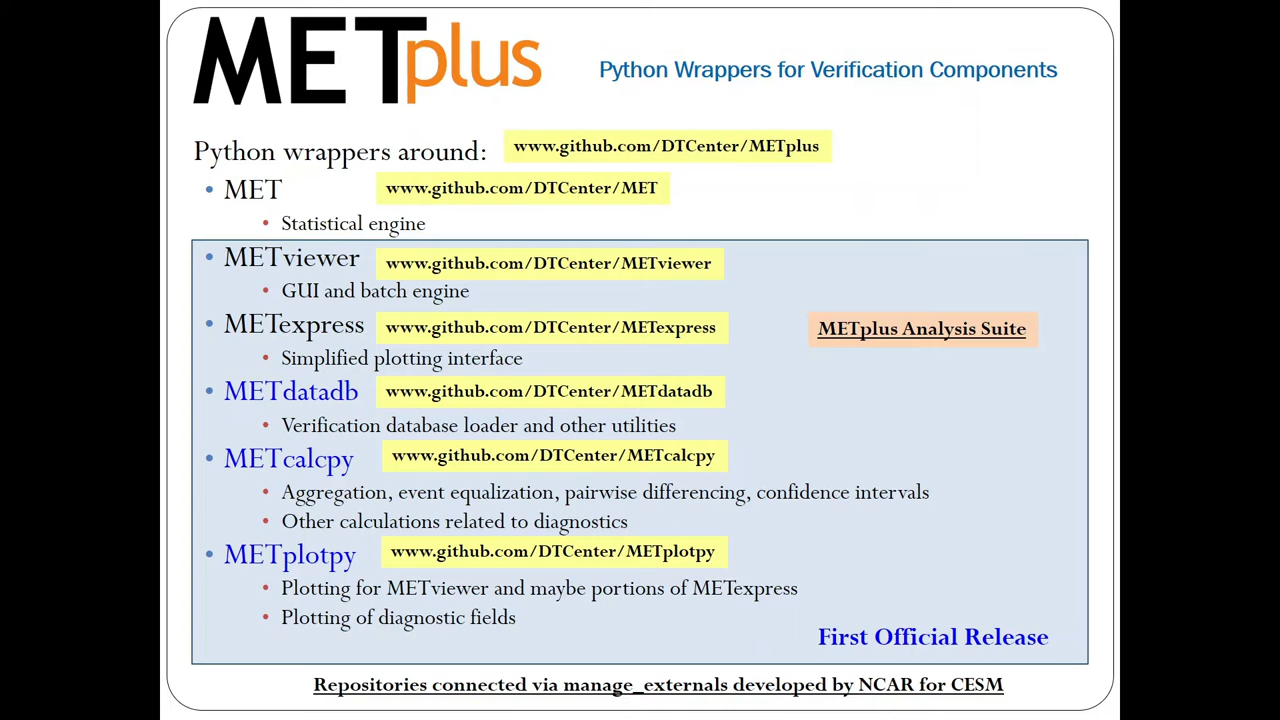 METplus
Python Wrappers for Verification Components
Python wrappers around: www.github.com/DTCenter/METplus
• MET www.github.com/DTCenter/MET
• Statistical engine
• METviewer www.github.com/DTCenter/METviewer
• GUI and batch engine
• METexpress www.github.com/DTCenter/METexpress METplus Analysis Suite
• Simplified plotting interface
• METdatadb www.github.com/DTCenter/METdatadb
• Verification database loader and other utilities
• METcalcpy www.github.com/DTCenter/METcalcpy
• Aggregation, event equalization, pairwise differencing, confidence intervals
• Other calculations related to diagnostics
• METplotpy www.github.com/DTCenter/METplotpy
• Plotting for METviewer and maybe portions of METexpress
• Plotting of diagnostic fields
First Official Release
Repositories connected via manage_externals developed by NCAR for CESM